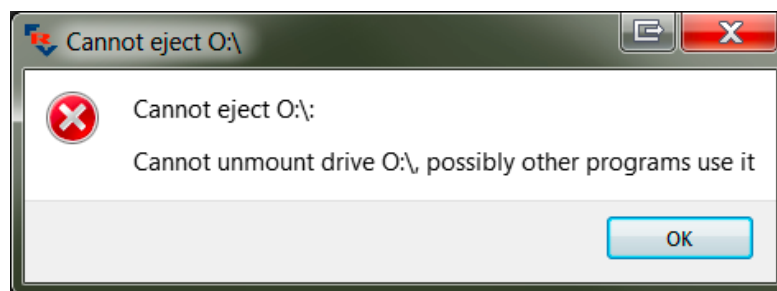 Cannot eject O:\
Cannot eject O:\:
Cannot unmount drive O:\, possibly other programs use it
OK